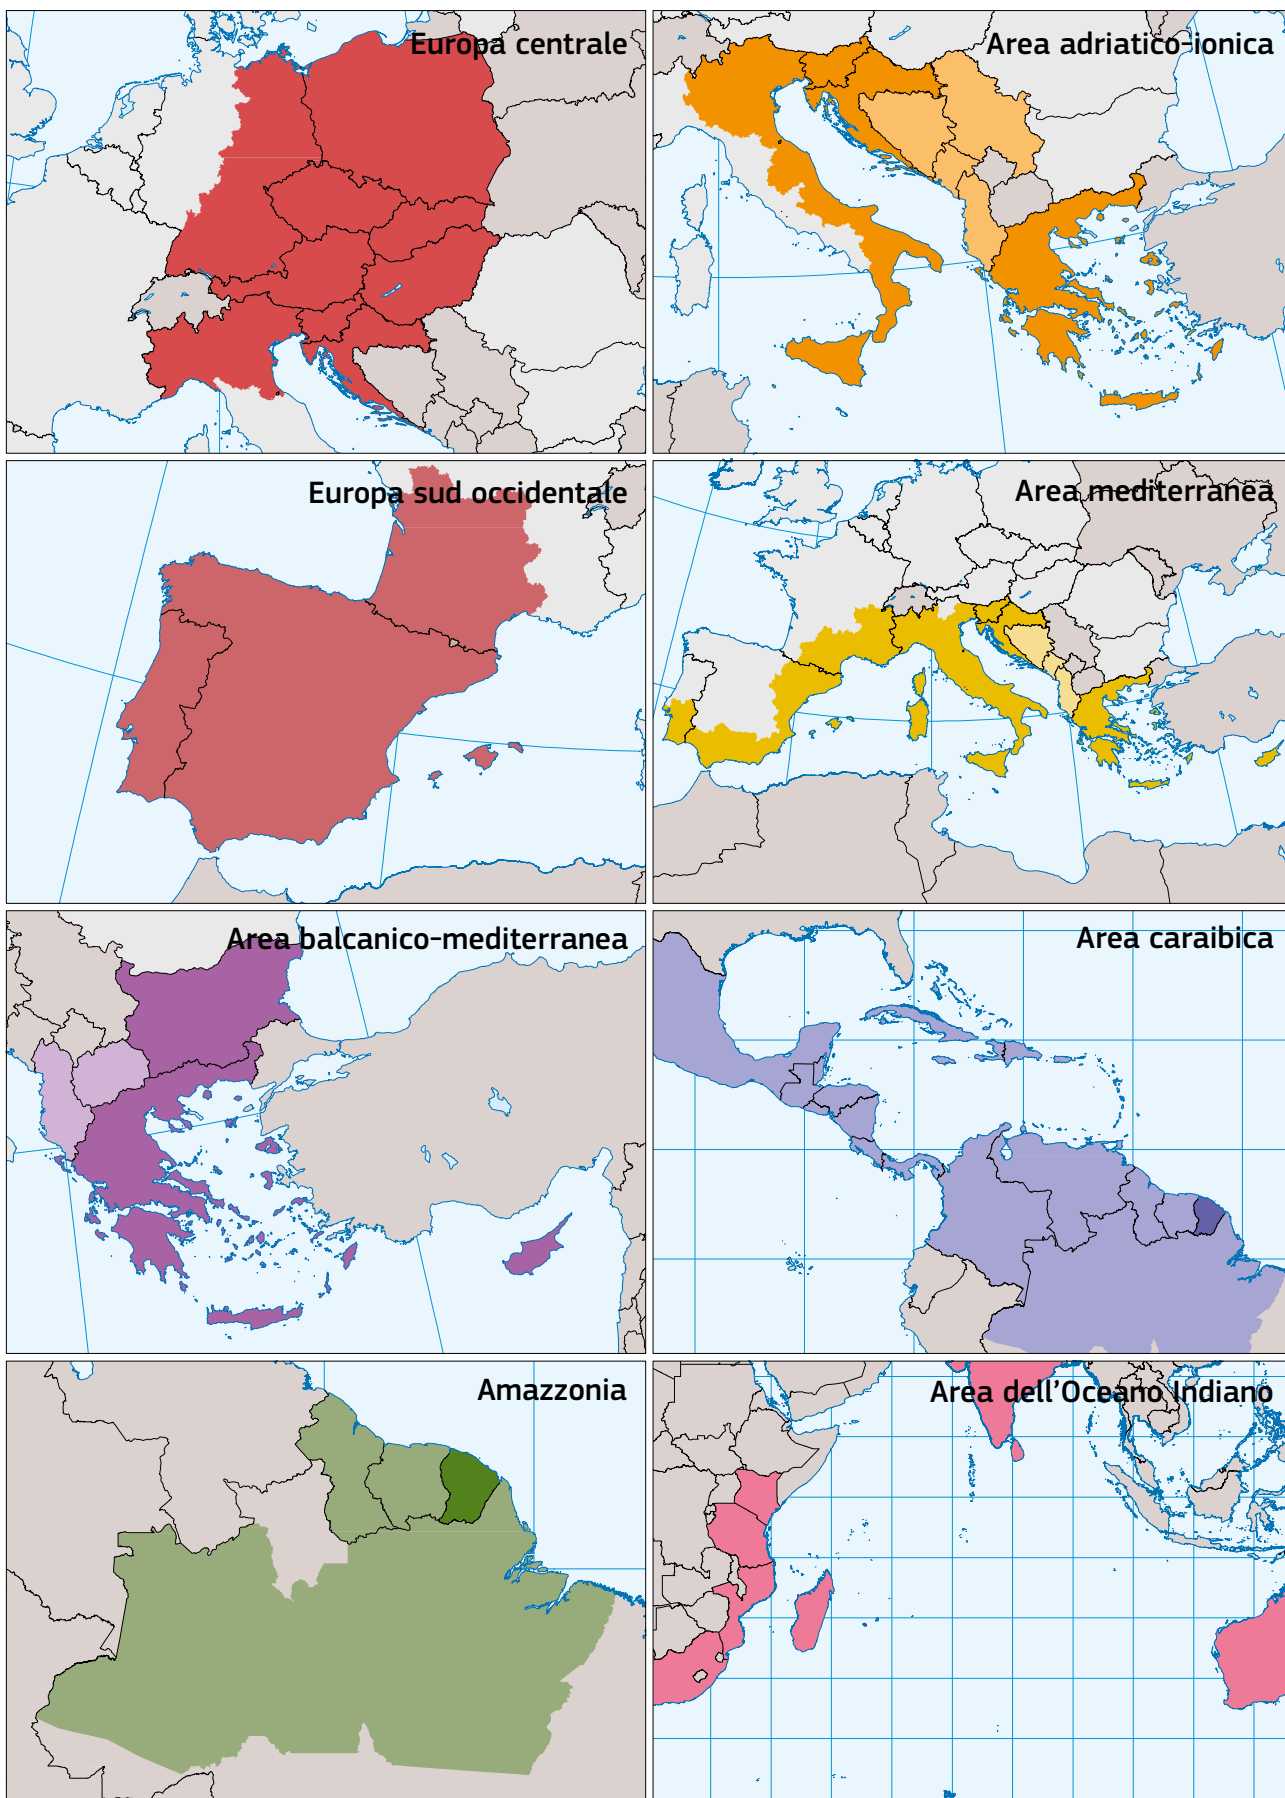 Europa centrale
Area adriatico-ionica
Europa sud occidentale
Area mediterranea
Area balcanico-mediterranea
Area caraibica
Amazzonia
Area dell’Oceano Indiano